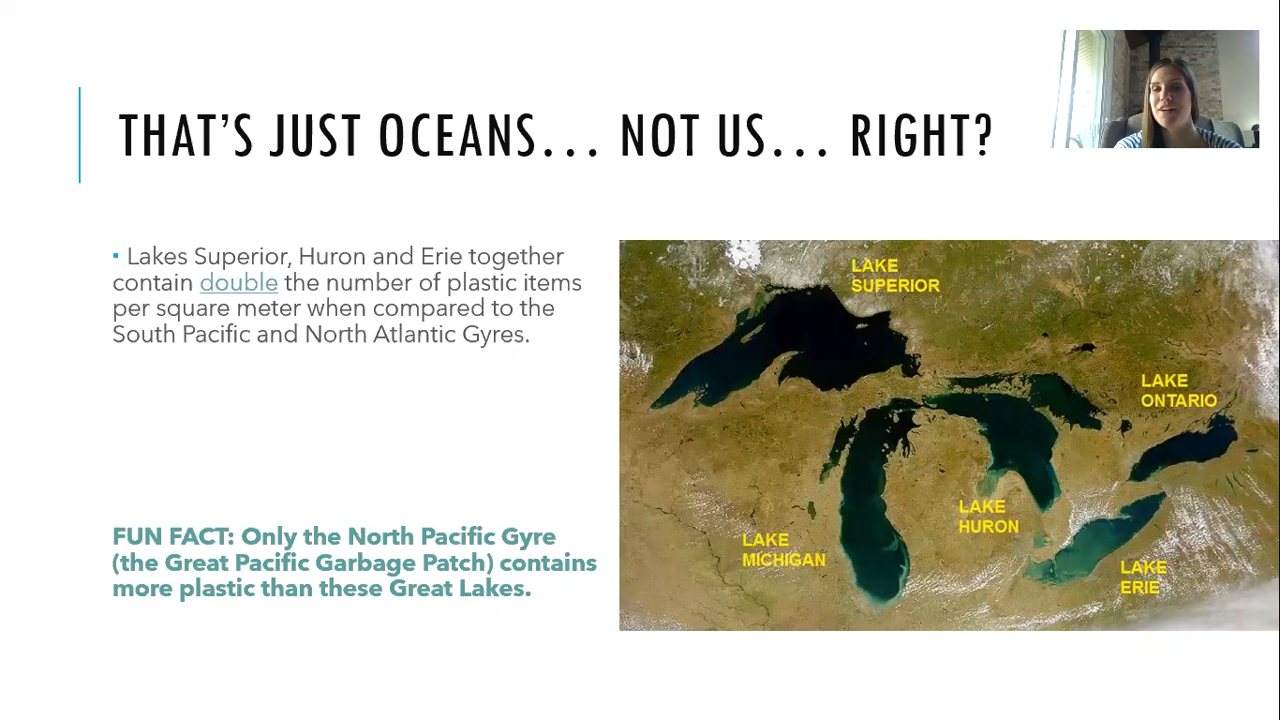 THAT'S JUST OCEANS... NOT US... RIGHT?
▪ Lakes Superior, Huron and Erie together
contain double the number of plastic items
per square meter when compared to the
South Pacific and North Atlantic Gyres.
FUN FACT: Only the North Pacific Gyre
(the Great Pacific Garbage Patch) contains
more plastic than these Great Lakes.
LAKE
SUPERIOR
LAKE
ONTARIO
LAKE
HURON
LAKE
MICHIGAN
LAKE
ERIE